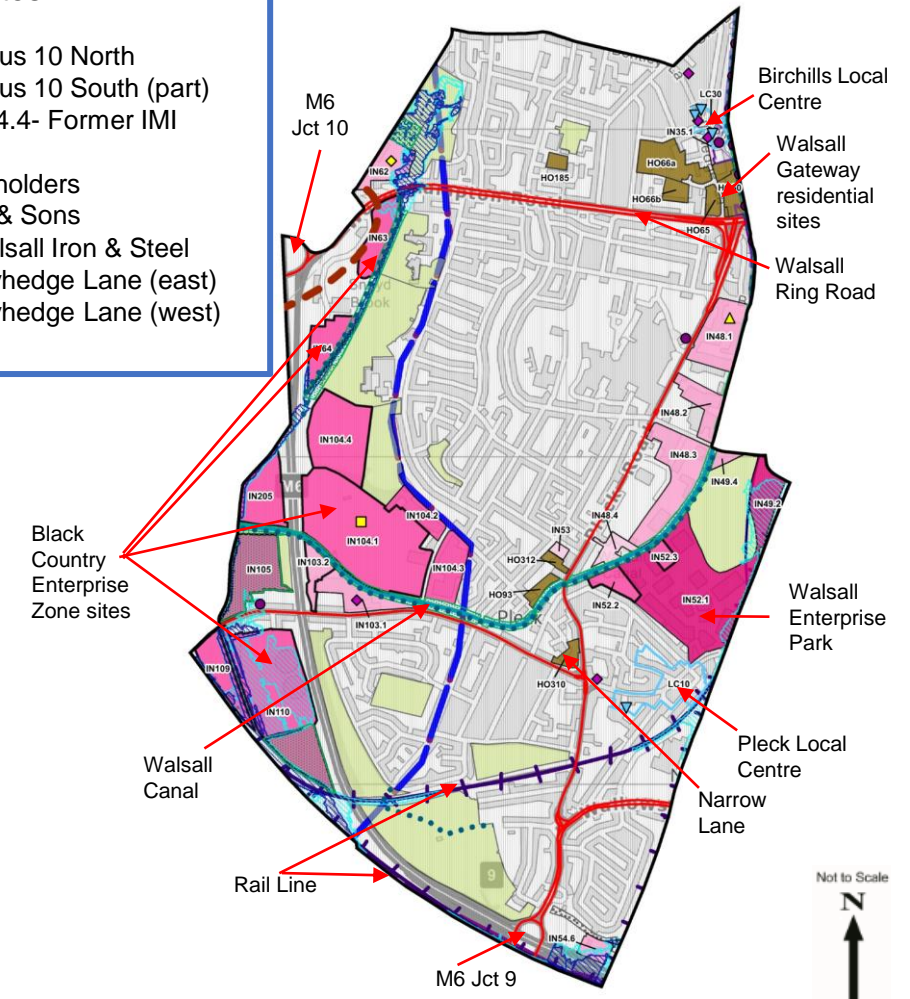 us 10 North
us 10 South (part)
4.4- Former IMI
holders
& Sons
lsall Iron & Steel
hedge Lane (east)
hedge Lane (west)
M6
Jct 10
Birchills Local
Centre
Walsall
Gateway
residential
sites
Walsall
Ring Road
LC30
IN35.1
HO66a
HO185
HO66b
HO65
IN62
IN63
Brook
IN64
IN48.1
IN48.2
IN48.3
IN49.4
IN49.2
IN104.4
M6
IN205
IN104.2
IN104.1
IN104.3
IN48.4
IN53
IN52.3
HO312
HO93
IN52.2
IN52.1
Pleck
IN105
IN103.2
IN103.1
IN109
IN110
HO310
LC10
Black
Country
Enterprise
Zone sites
Walsall
Enterprise
Park
Walsall
Canal
Pleck Local
Centre
Narrow
Lane
Rail Line
9
IN54.6
M6 Jct 9
Not to Scale
N